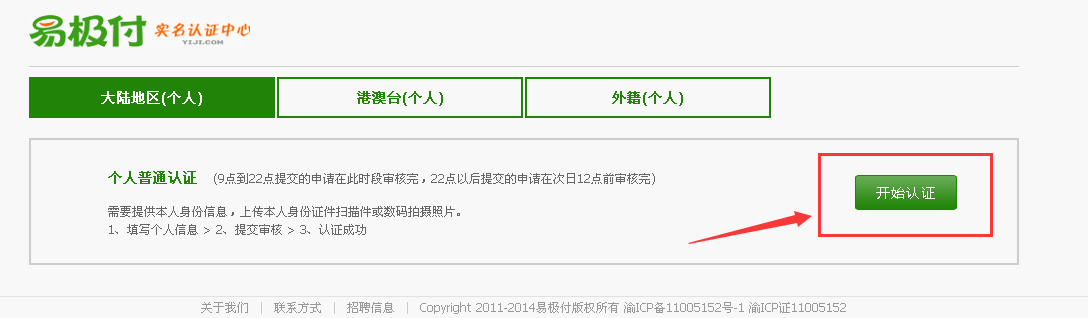 易极付 实名认证中心
YIJI.COM
大陆地区(个人) 港澳台(个人) 外籍(个人)
个人普通认证 (9点到22点提交的申请在此时段审核完，22点以后提交的申请在次日12点前审核完)
开始认证
需要提供本人身份信息，上传本人身份证件扫描件或数码拍摄照片。
1、填写个人信息 > 2、提交审核 > 3、认证成功
关于我们 | 联系方式 | 招聘信息 | Copyright 2011-2014易极付版权所有 渝ICP备11005152号-1 渝ICP证11005152